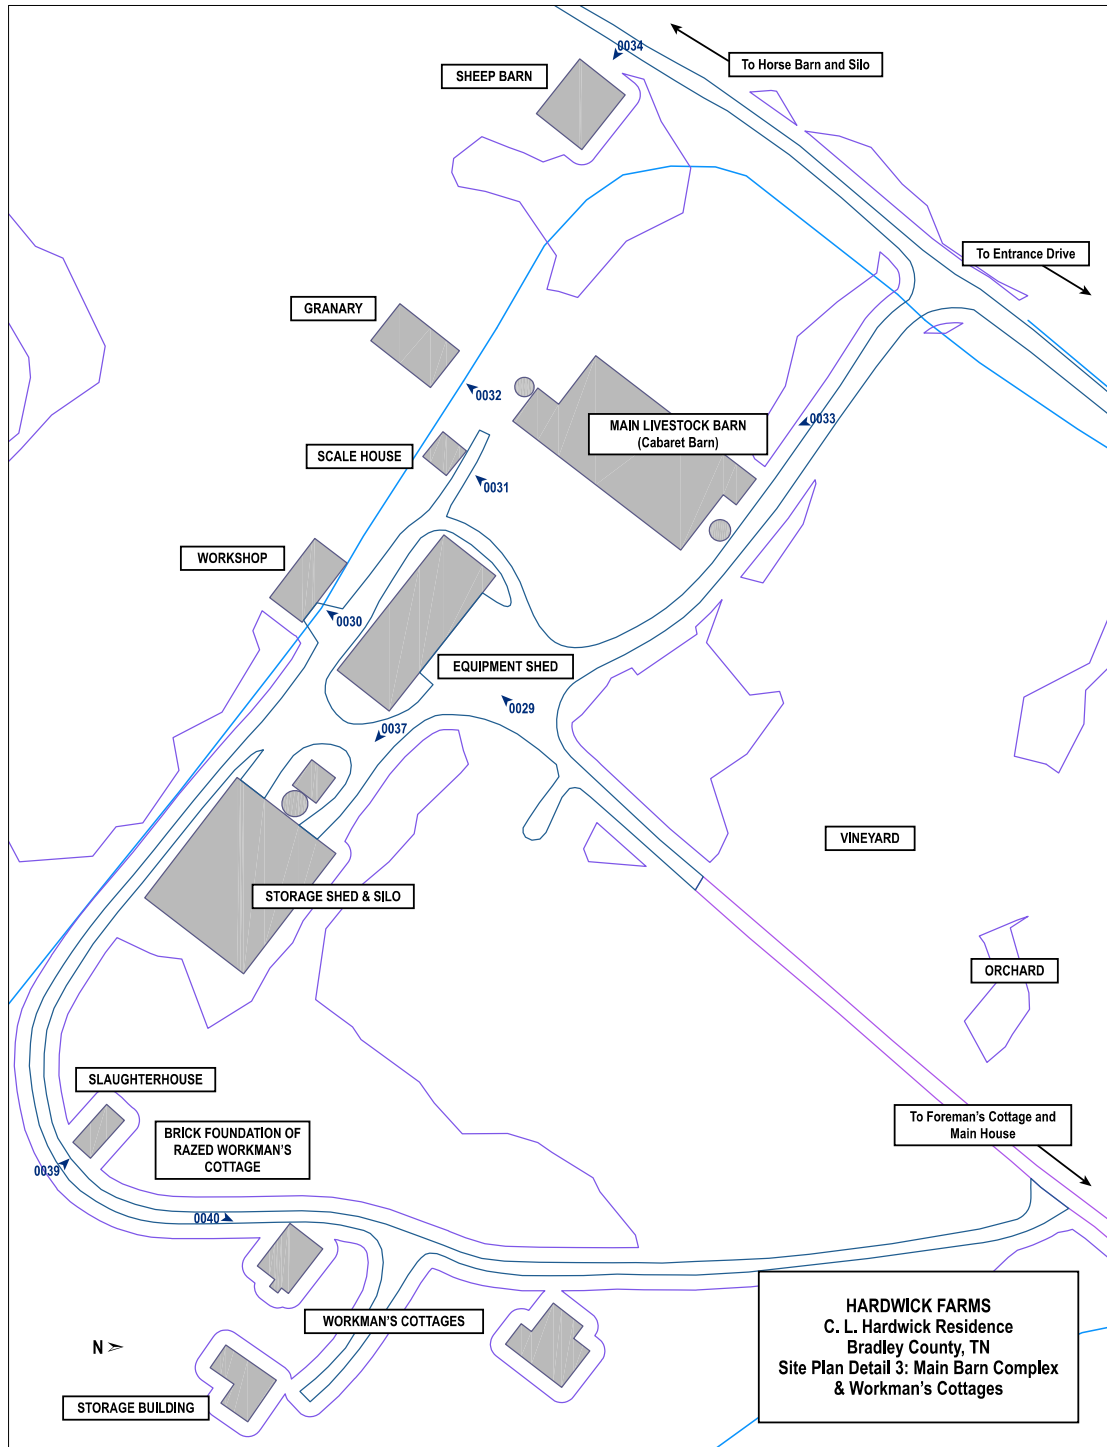 0034
To Horse Barn and Silo
SHEEP BARN
To Entrance Drive
GRANARY
0032
MAIN LIVESTOCK BARN
(Cabaret Barn)
0033
SCALE HOUSE
0031
WORKSHOP
0030
EQUIPMENT SHED
0029
0037
VINEYARD
STORAGE SHED & SILO
ORCHARD
SLAUGHTERHOUSE
To Foreman's Cottage and
Main House
BRICK FOUNDATION OF
RAZED WORKMAN'S
COTTAGE
0039
0040
WORKMAN'S COTTAGES
N
STORAGE BUILDING
HARDWICK FARMS
C. L. Hardwick Residence
Bradley County, TN
Site Plan Detail 3: Main Barn Complex
& Workman's Cottages